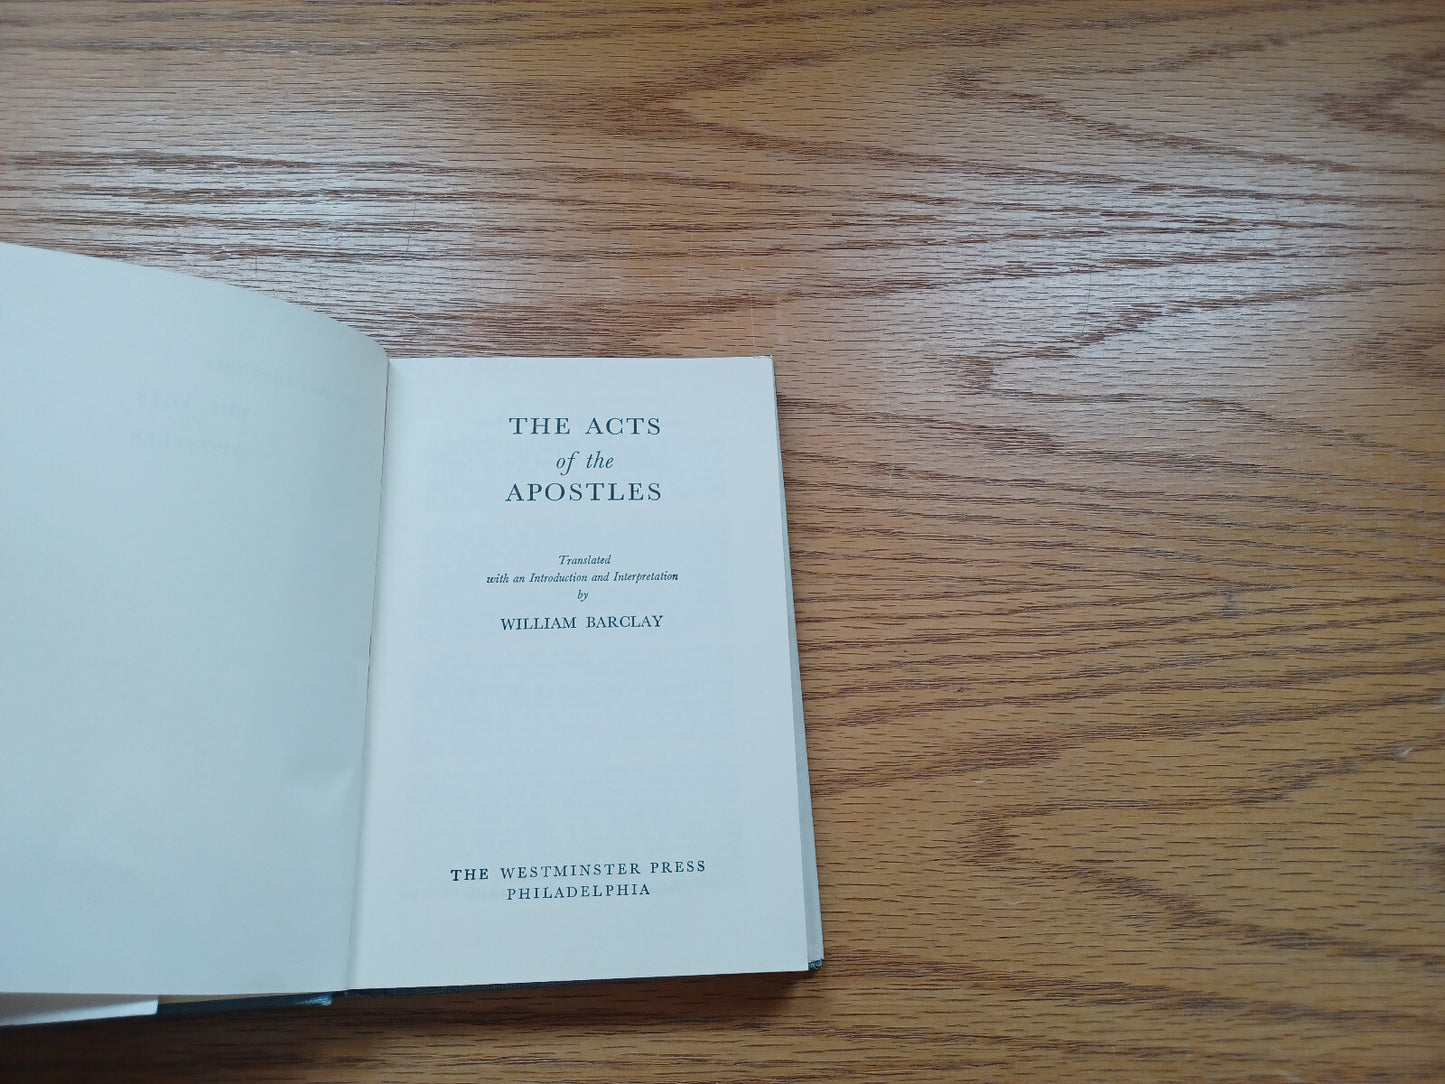 THE ACTS
of the
APOSTLES
Translated
with an Introduction and Interpretation
by
WILLIAM BARCLAY
THE WESTMINSTER PRESS
PHILADELPHIA